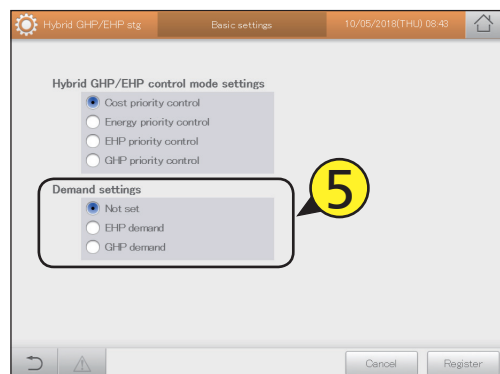 Hybrid GHP/EHP stg Basic settings 10/05/2018(THU) 08:43
Hybrid GHP/EHP control mode settings
Cost priority control
Energy priority control
EHP priority control
GHP priority control
Demand settings
Not set
EHP demand
GHP demand
5
Cancel Register